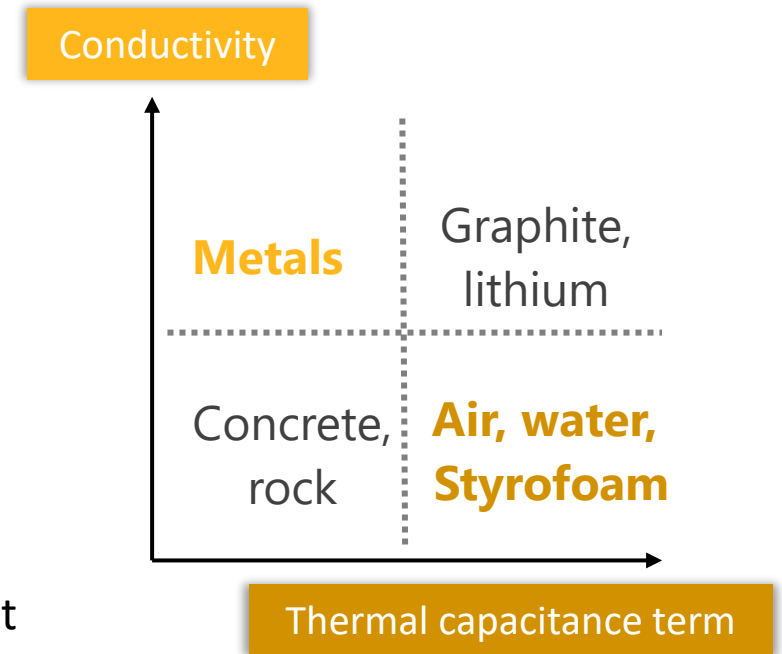 Conductivity
Metals
Graphite,
lithium
Concrete,
rock
Air, water,
Styrofoam
t
Thermal capacitance term